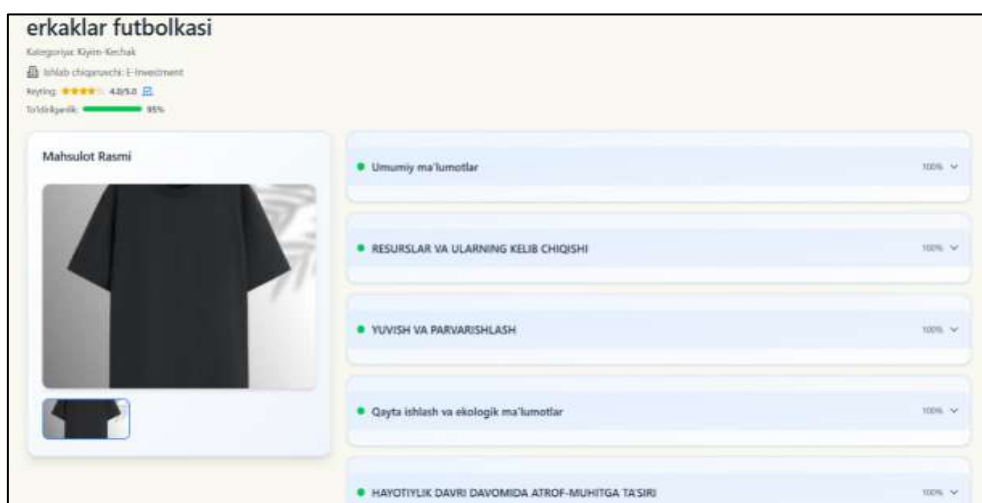 erkaklar futbolkasi
Kategoriya: Kiyim-Kechak
Ishlab chiqaruvchi: E-Investment
Reyting: 4.0/5.0
To'ldirilganlik: 95%
Mahsulot Rasmi
Umumiy ma'lumotlar 100%
RESURSLAR VA ULARNING KELIB CHIQISHI 100%
YUVISH VA PARVARISHLASH 100%
Qayta ishlash va ekologik ma'lumotlar 100%
HAYOTIYLIK DAVRI DAVOMIDA ATROF-MUHITGA TA'SIRI 100%